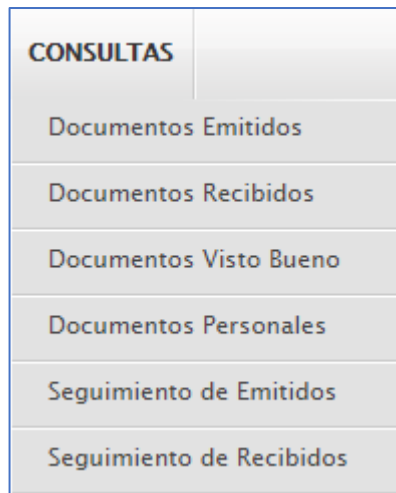 CONSULTAS
Documentos Emitidos
Documentos Recibidos
Documentos Visto Bueno
Documentos Personales
Seguimiento de Emitidos
Seguimiento de Recibidos